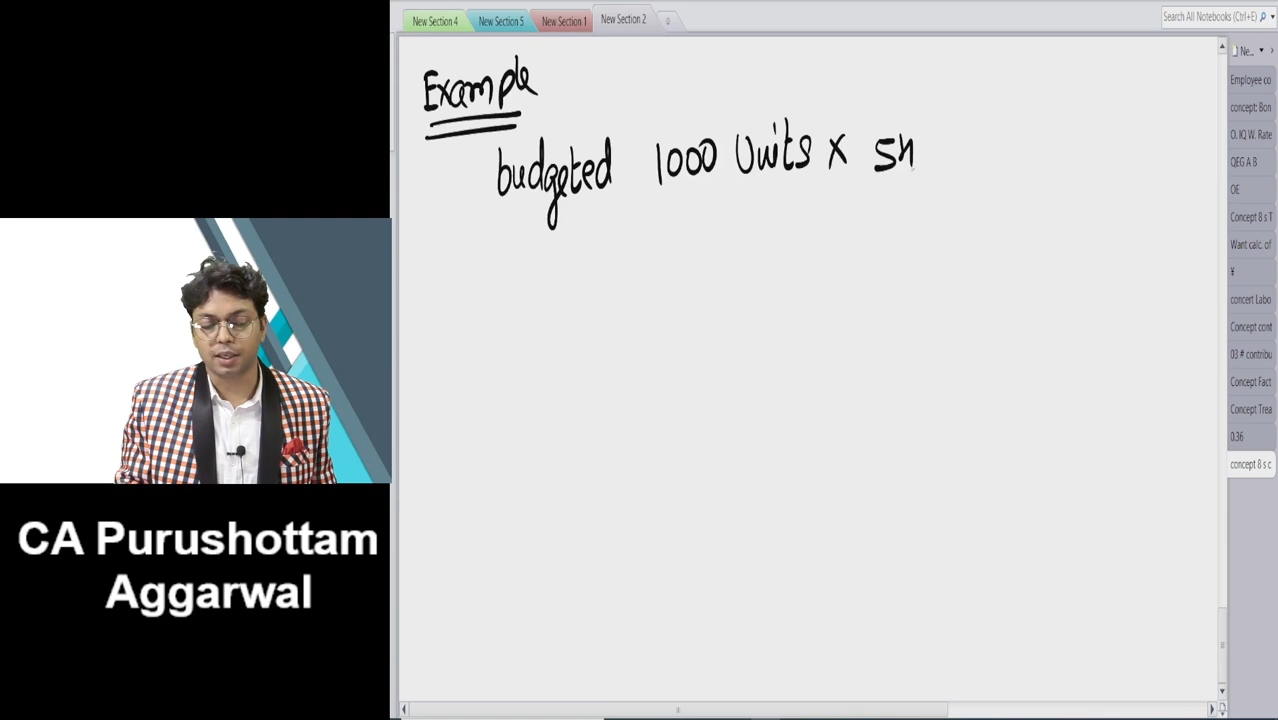 New Section 4
New Section 5
New Section 1
New Section 2
Search All Notebooks (Ctrl+E)
Ne...
Example
budgeted 1000 Units x 5h
Employee co
concept: Bon
O. IQ W. Rate
QEG A B
OE
Concept 8 s T
Want calc. of
¥
concert Labo
Concept cont
03 # contribu
Concept Fact
Concept Trea
0.36
concept 8 s c
CA Purushottam
Aggarwal